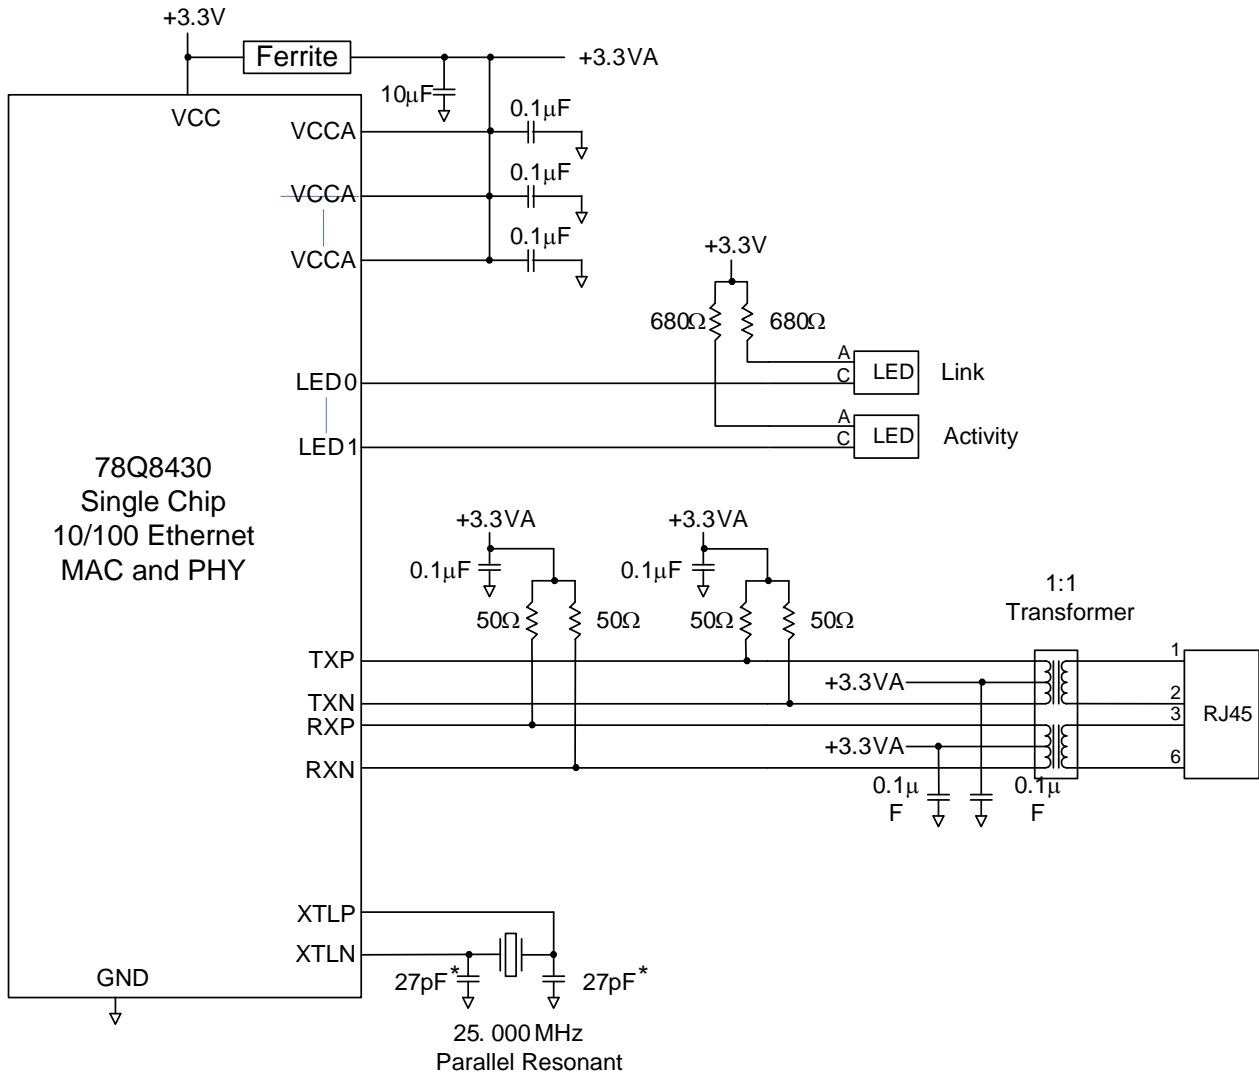 +3.3V
Ferrite
+3.3VA
10μF
VCC
0.1μF
VCCA
0.1μF
VCCA
0.1μF
VCCA
+3.3V
680Ω
680Ω
A
LED
Link
LED0
C
A
LED
Activity
LED1
C
78Q8430
Single Chip
10/100 Ethernet
MAC and PHY
+3.3VA
+3.3VA
0.1μF
0.1μF
50Ω
50Ω
50Ω
50Ω
1:1
Transformer
TXP
1
+3.3VA
TXN
2
RXP
3
RJ45
+3.3VA
RXN
6
0.1μ
F
0.1μ
F
XTLP
XTLN
GND
27pF*
27pF*
25. 000MHz
Parallel Resonant